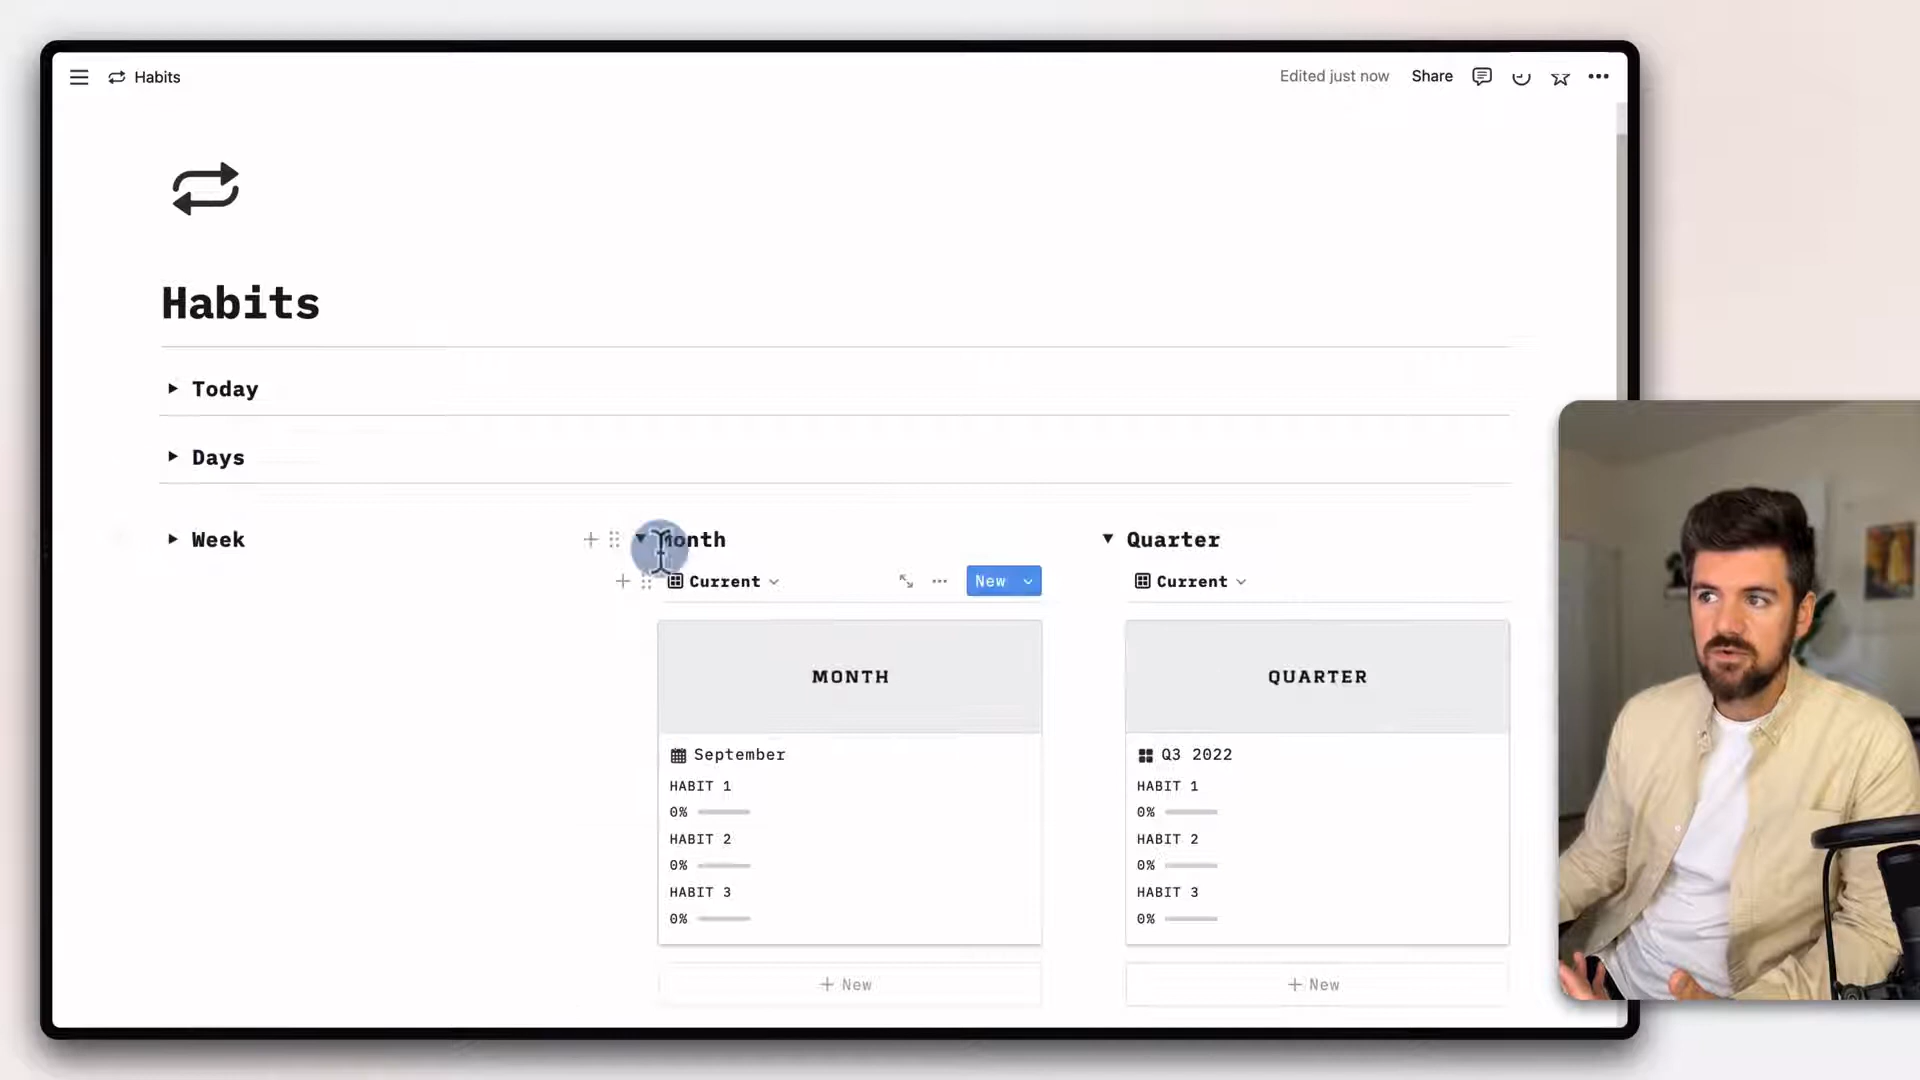 Habits
Edited just now
Share
Habits
Today
Days
Week
Month
Quarter
Current
New
Current
MONTH
QUARTER
September
HABIT 1
0%
HABIT 2
0%
HABIT 3
0%
Q3 2022
HABIT 1
0%
HABIT 2
0%
HABIT 3
0%
+ New
+ New